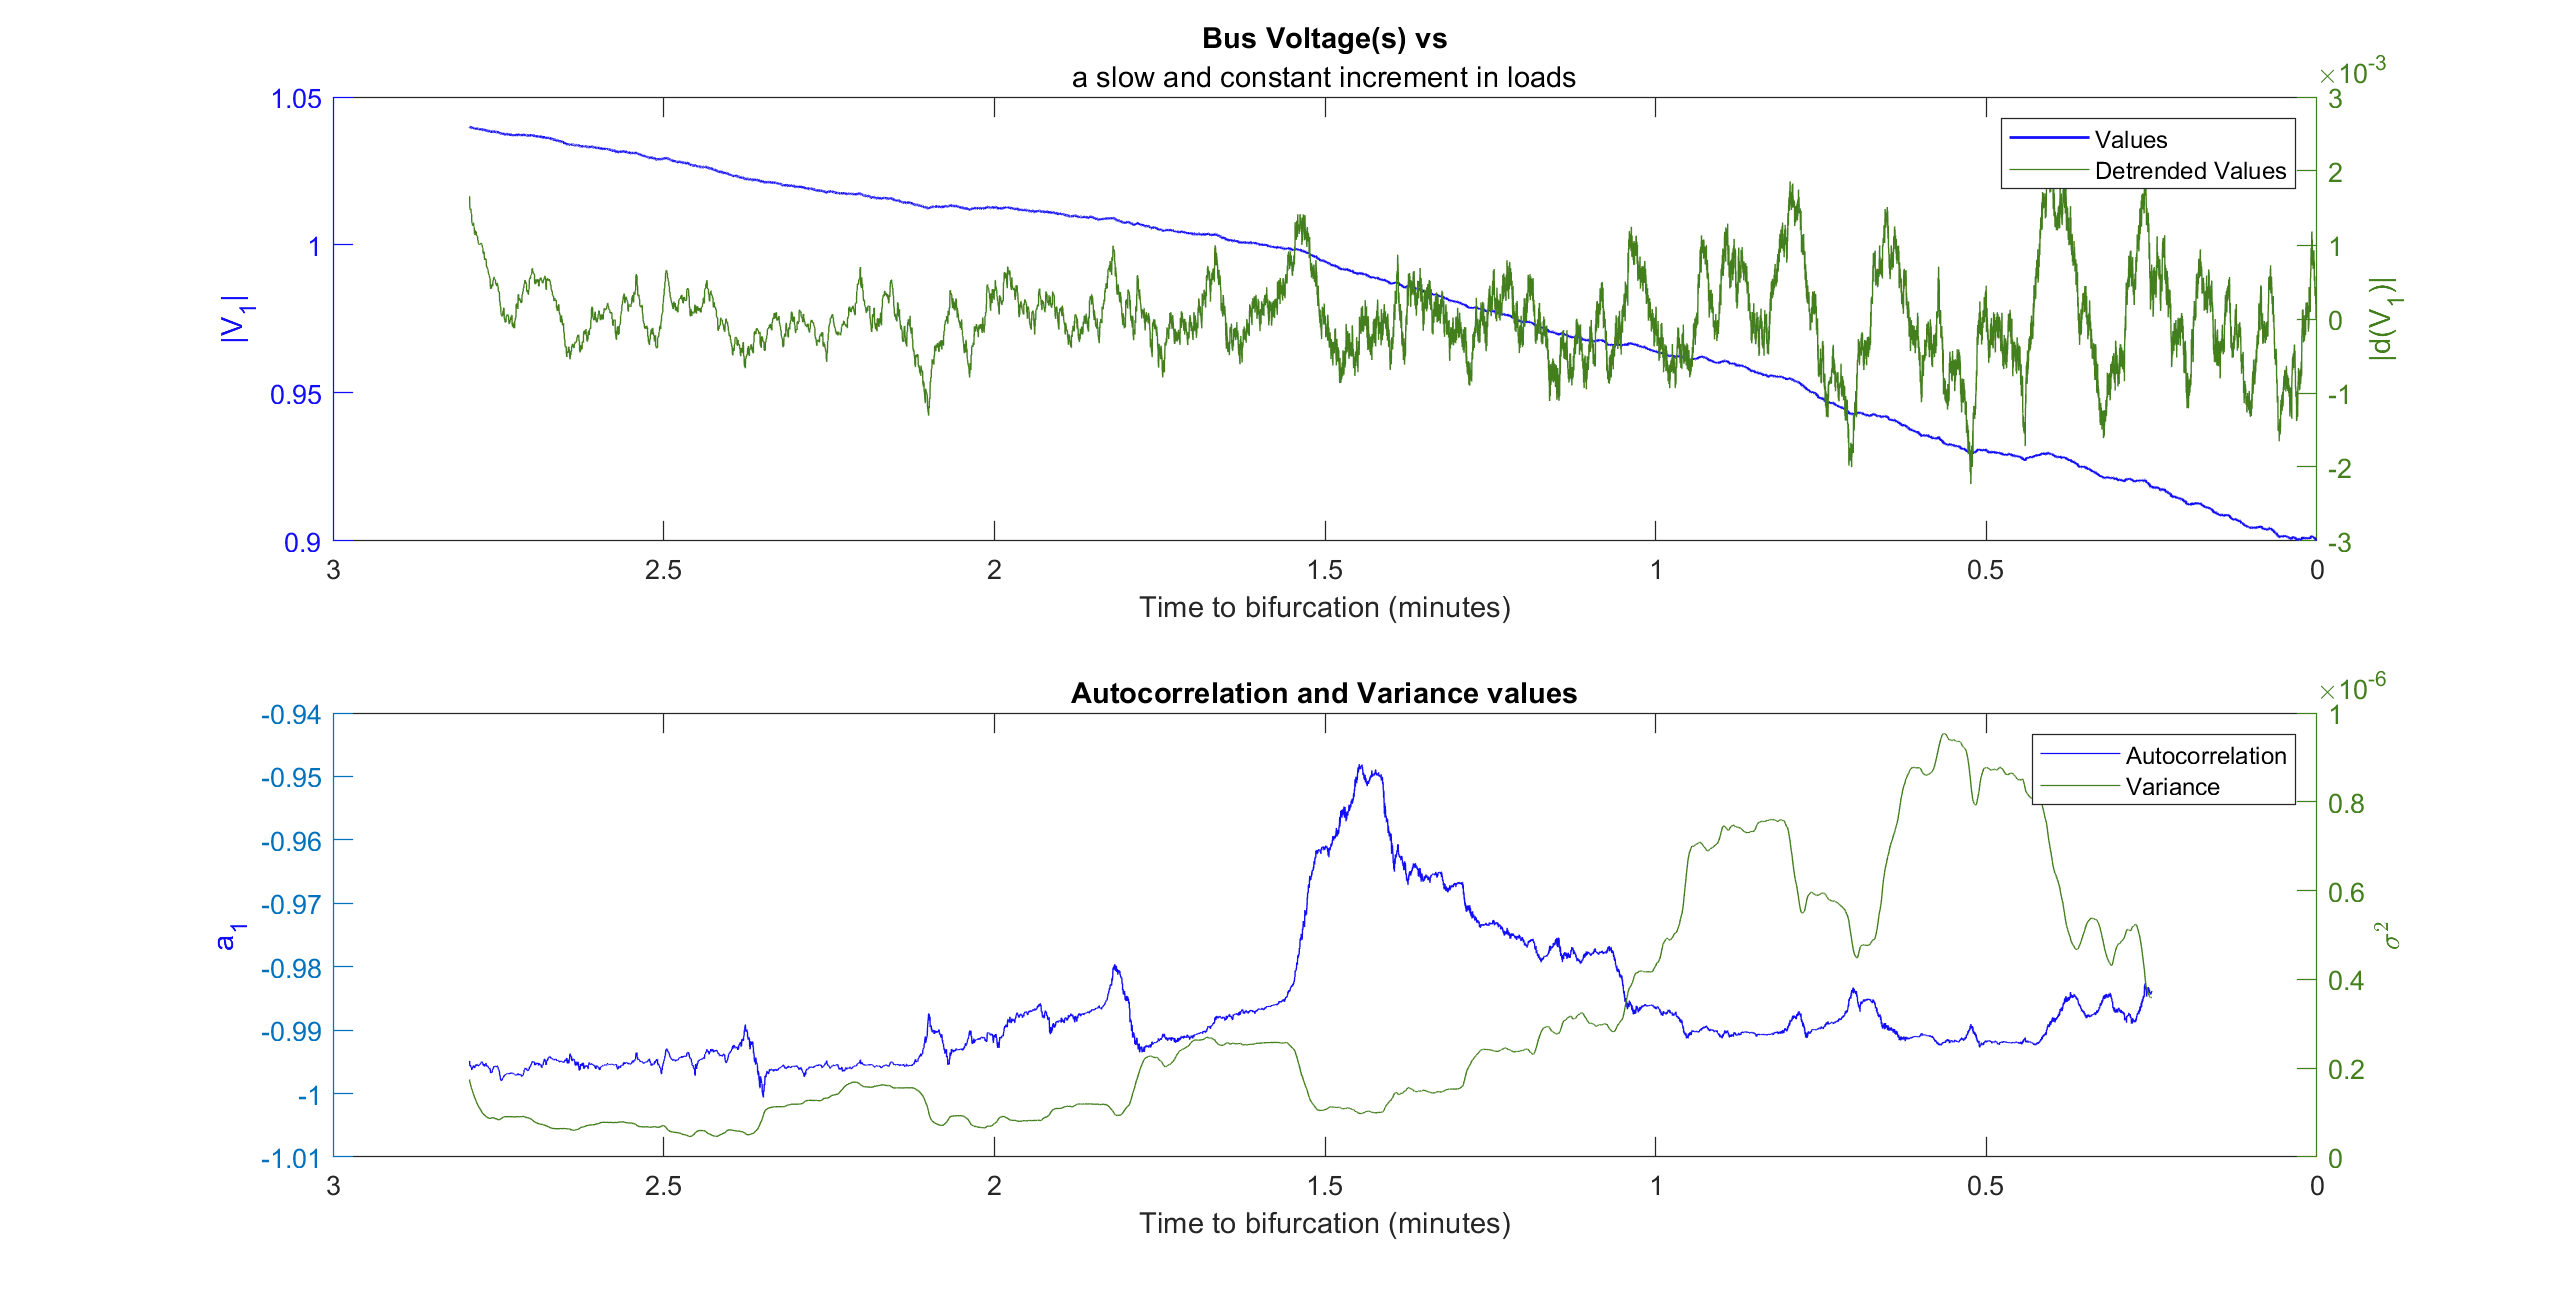 Bus Voltage(s) vs
a slow and constant increment in loads
×10⁻³
1.05
1
0.95
0.9
|V₁|
3
2
1
0
-1
-2
-3
|d(V₁)|
Values
Detrended Values
3 2.5 2 1.5 1 0.5 0
Time to bifurcation (minutes)
Autocorrelation and Variance values
×10⁻⁶
-0.94
-0.95
-0.96
-0.97
-0.98
-0.99
-1
-1.01
a₁
1
0.8
0.6
0.4
0.2
0
σ²
Autocorrelation
Variance
3 2.5 2 1.5 1 0.5 0
Time to bifurcation (minutes)